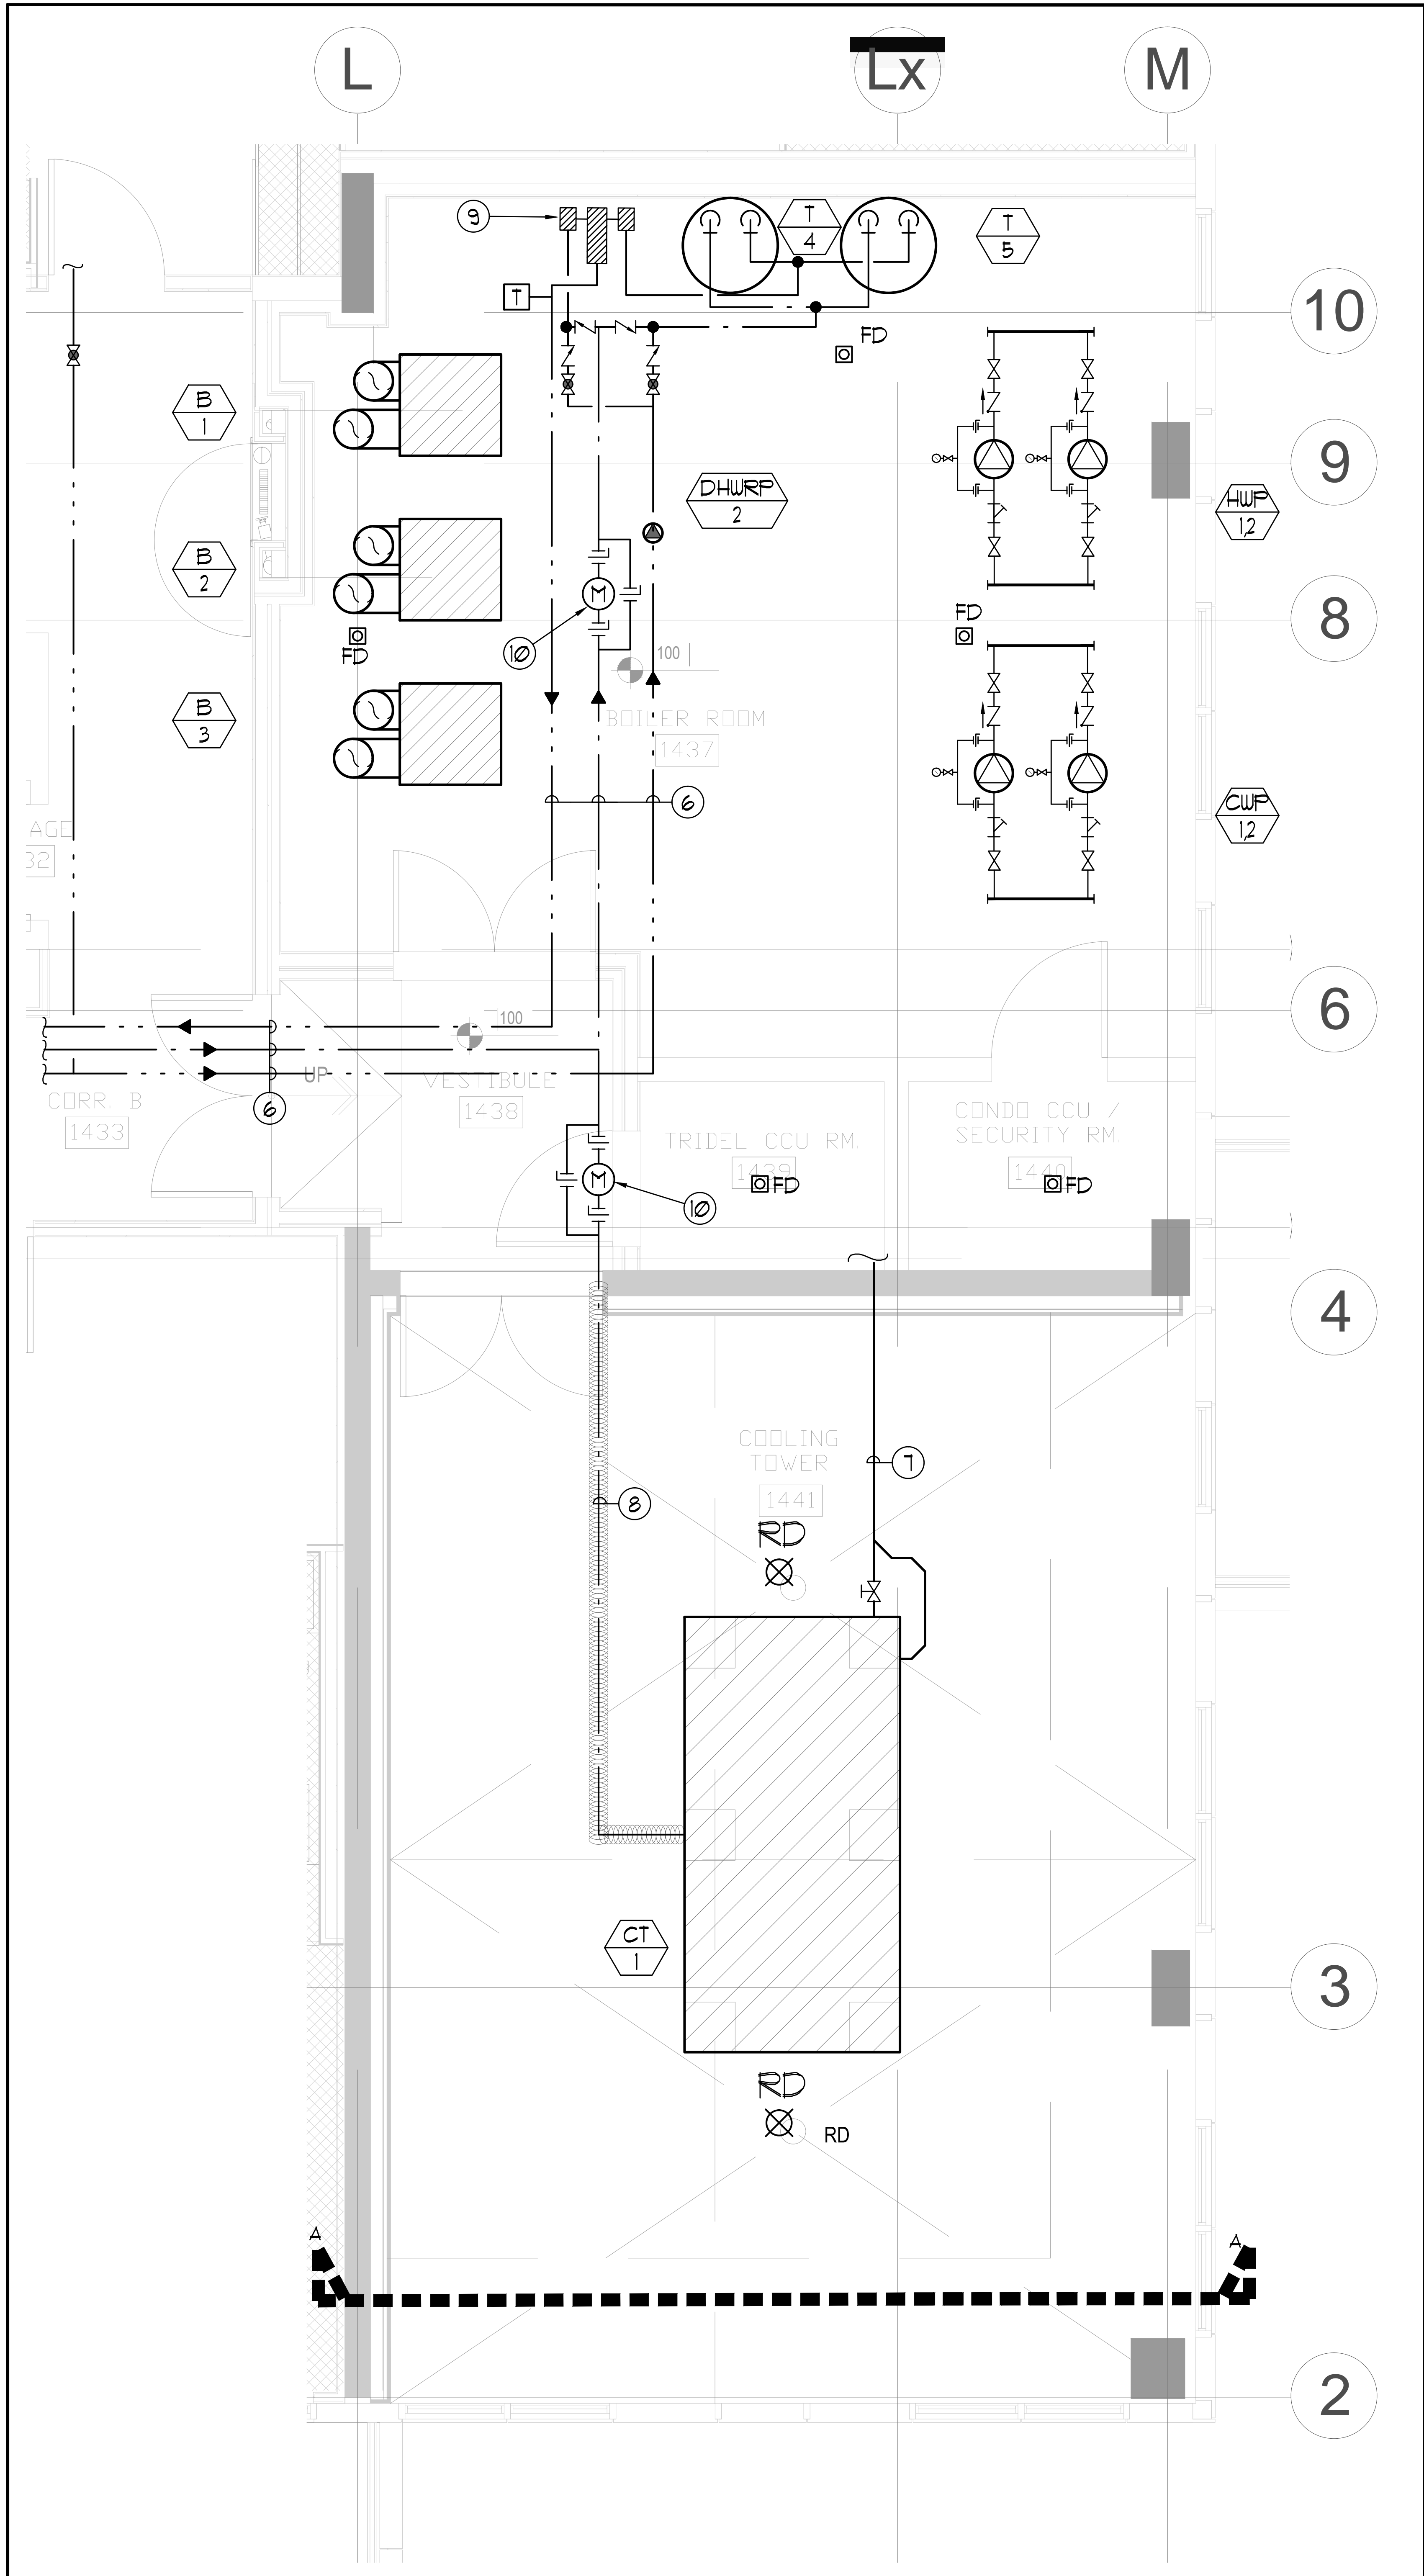 L
Lx
M
9
T
4
T
5
T
10
FD
B
1
9
DHWRP
2
HWP
1,2
B
2
8
FD
FD
10
100
B
3
BOILER ROOM
1437
6
CWP
1,2
AGE
32
6
100
UP
VESTIBULE
1438
CORR. B
1433
6
TRIDEL CCU RM.
1439
FD
CONDO CCU /
SECURITY RM.
1440
FD
M
M
10
4
COOLING
TOWER
1441
7
8
RD
CT
1
3
RD
RD
A
A
2